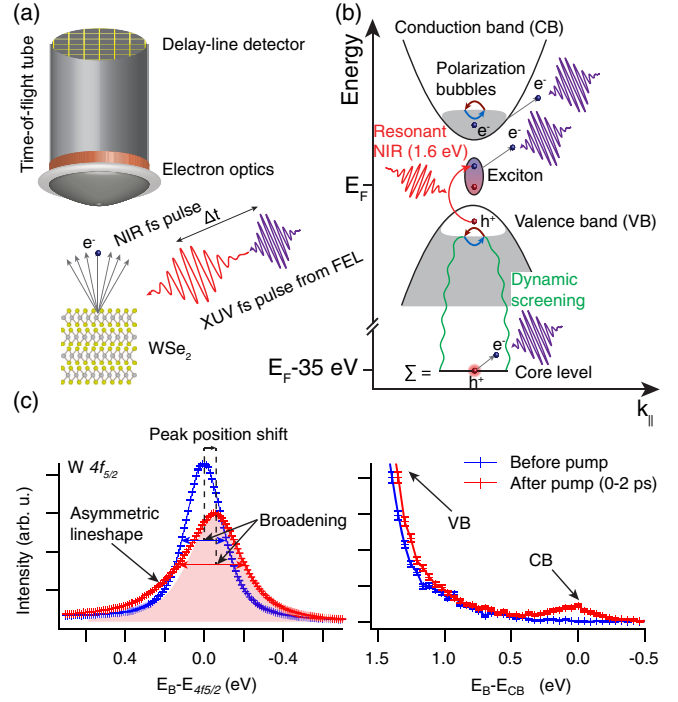 (a)
Delay-line detector
Time-of-flight tube
Electron optics
e-
NIR fs pulse
Δt
XUV fs pulse from FEL
WSe2
(b)
Energy
Conduction band (CB)
Polarization
bubbles
e-
e-
Resonant
NIR (1.6 eV)
e-
Exciton
EF
h+
Valence band (VB)
Dynamic
screening
e-
EF-35 eV
Σ =
h+
Core level
k||
(c)
Peak position shift
W 4f5/2
Asymmetric
lineshape
Broadening
Intensity (arb. u.)
0.4
0.0
-0.4
EB-E4f5/2 (eV)
Before pump
After pump (0-2 ps)
VB
CB
1.5
1.0
0.5
0.0
-0.5
EB-ECB (eV)